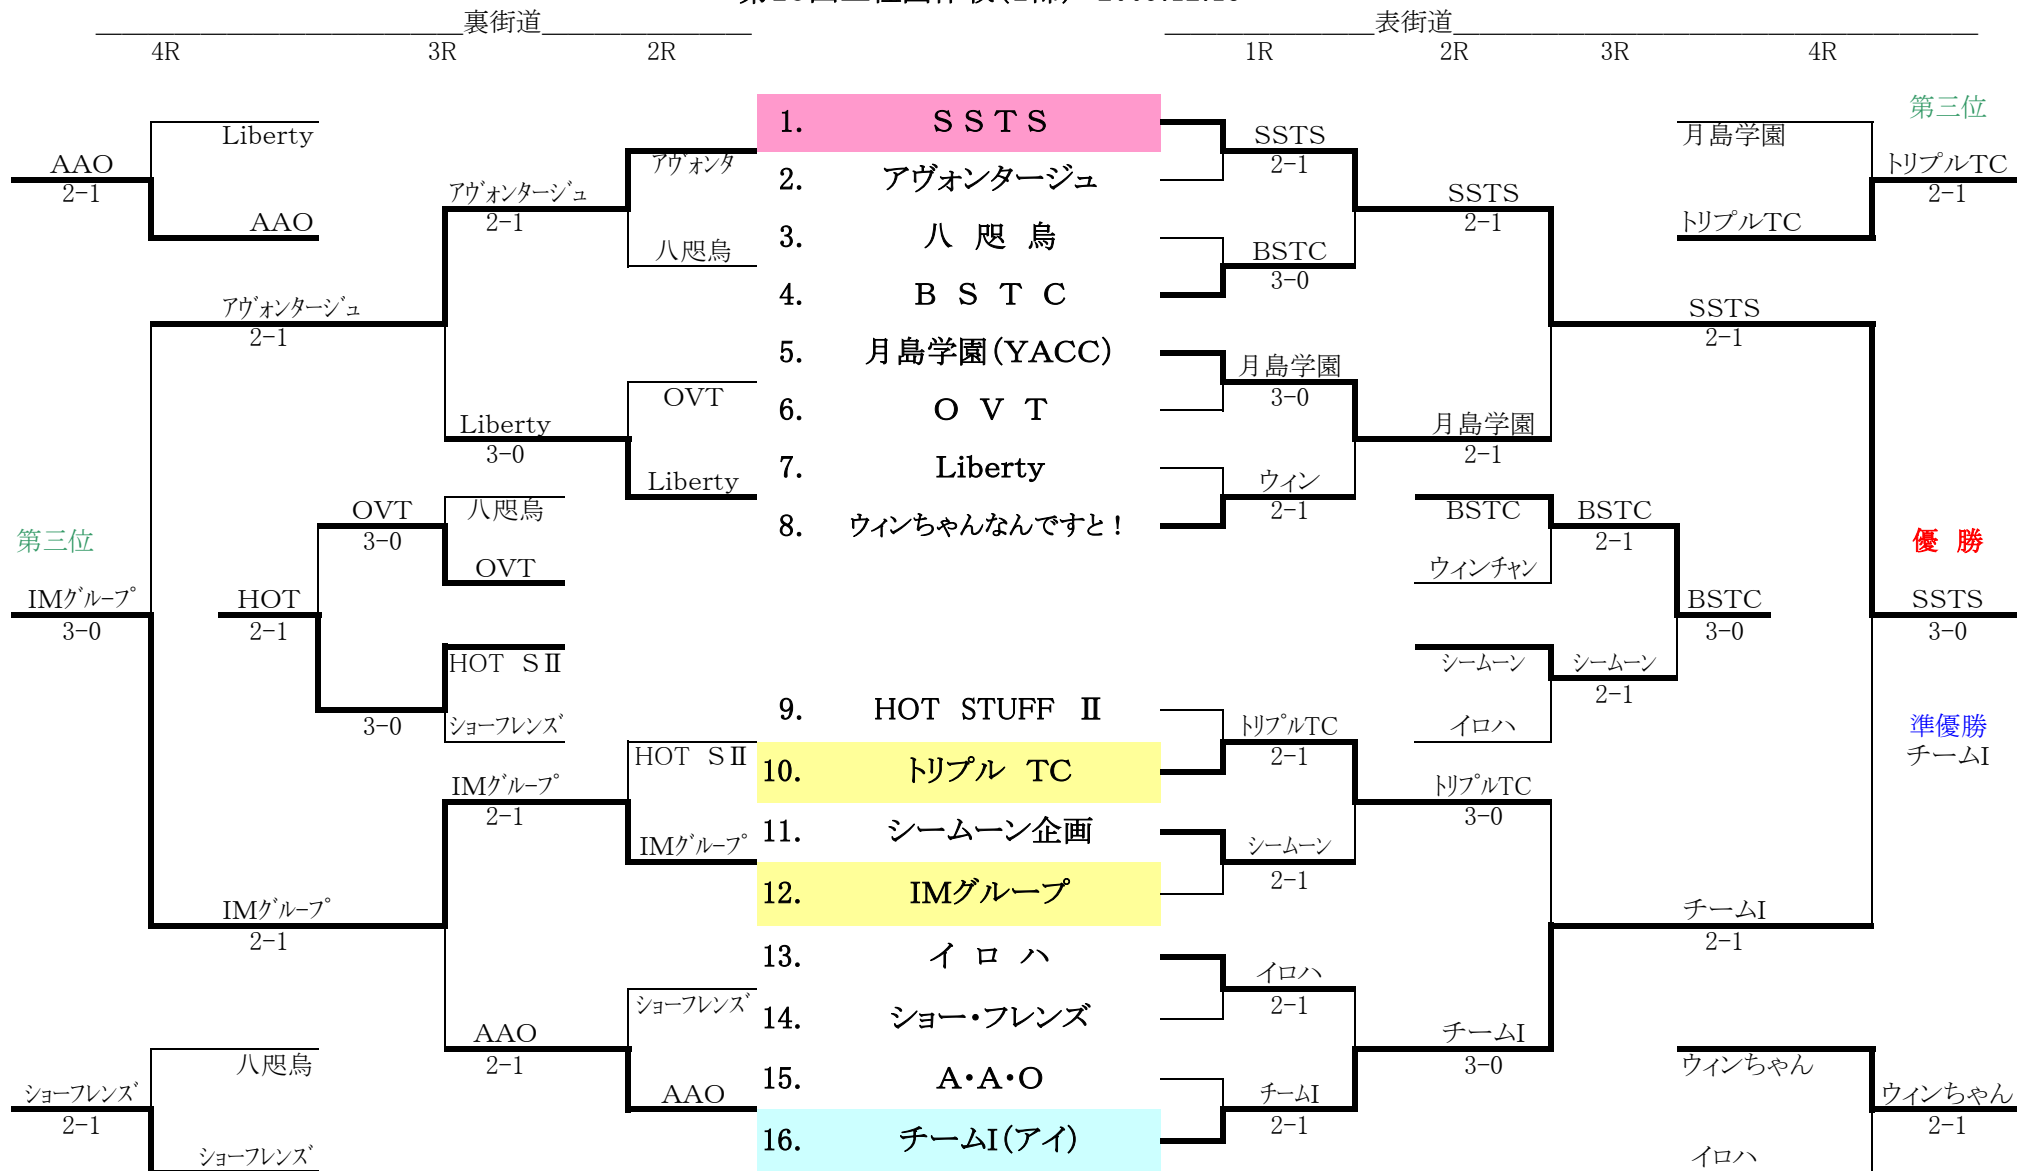 裏街道 表街道
4R 3R 2R 1R 2R 3R 4R
第三位
1. SSTS
Liberty SSTS 月島学園
AAO アヴォンタ 2-1 トリプルTC
2-1 アヴォンタージュ 2. アヴォンタージュ SSTS 2-1
AAO 2-1 2-1 トリプルTC
八咫烏 3. 八咫烏 BSTC
3-0
アヴォンタージュ 4. BSTC SSTS
2-1 2-1
5. 月島学園(YACC) 月島学園
OVT 3-0
Liberty 6. OVT 月島学園
3-0 2-1
Liberty 7. Liberty ウィン
OVT 八咫烏 2-1 BSTC BSTC
第三位 3-0 8. ウィンちゃんなんですと! 2-1 優勝
OVT ウィンチャン
IMグループ HOT BSTC SSTS
3-0 2-1 3-0 3-0
HOT SⅡ シームーン シームーン
2-1
3-0 ショーフレンズ 9. HOT STUFF Ⅱ トリプルTC イロハ 準優勝
HOT SⅡ 2-1 チームI
IMグループ 10. トリプル TC トリプルTC
2-1 3-0
IMグループ 11. シームーン企画 シームーン
2-1
IMグループ 12. IMグループ チームI
2-1 2-1
13. イロハ イロハ
ショーフレンズ 2-1
AAO 14. ショー・フレンズ チームI
2-1 3-0
八咫烏 ウィンちゃん
ショーフレンズ AAO 15. A・A・O チームI ウィンちゃん
2-1 2-1 2-1
ショーフレンズ 16. チームI(アイ) イロハ